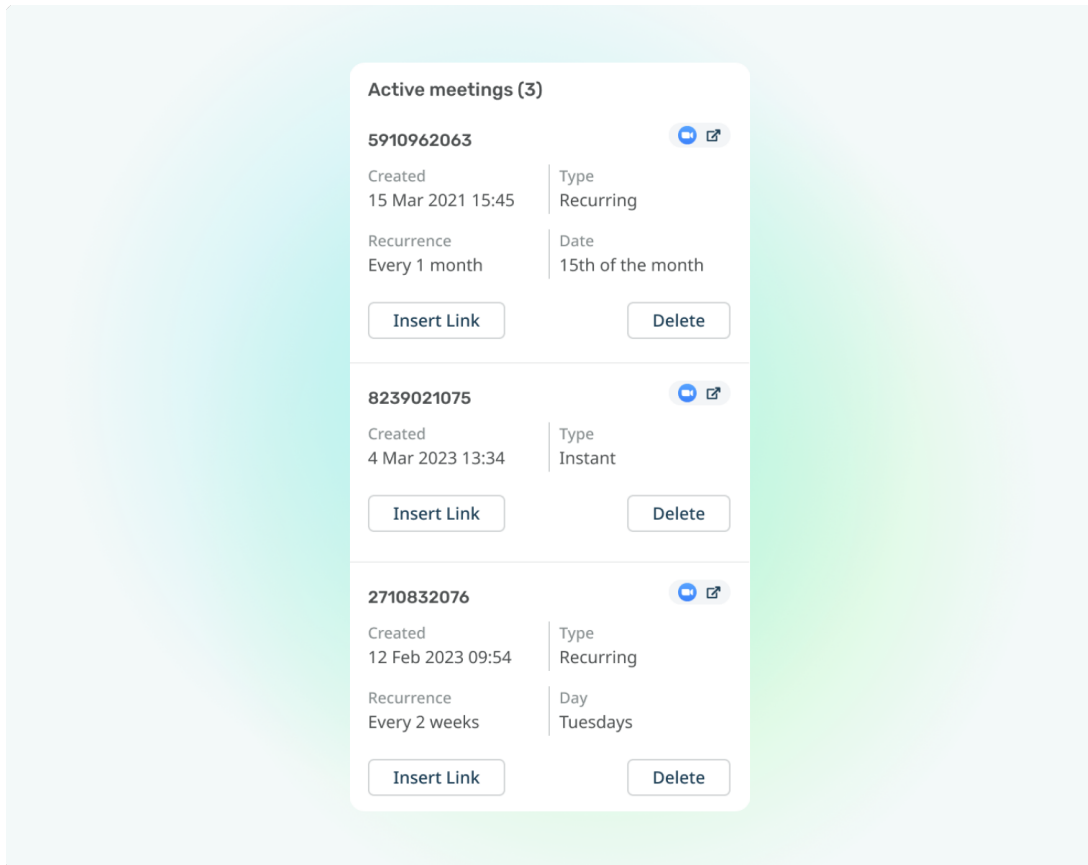 Active meetings (3)
5910962063
Created
Type
15 Mar 2021 15:45
Recurring
Recurrence
Date
Every 1 month
15th of the month
Insert Link
Delete
8239021075
Created
Type
4 Mar 2023 13:34
Instant
Insert Link
Delete
2710832076
Created
Type
12 Feb 2023 09:54
Recurring
Recurrence
Day
Every 2 weeks
Tuesdays
Insert Link
Delete